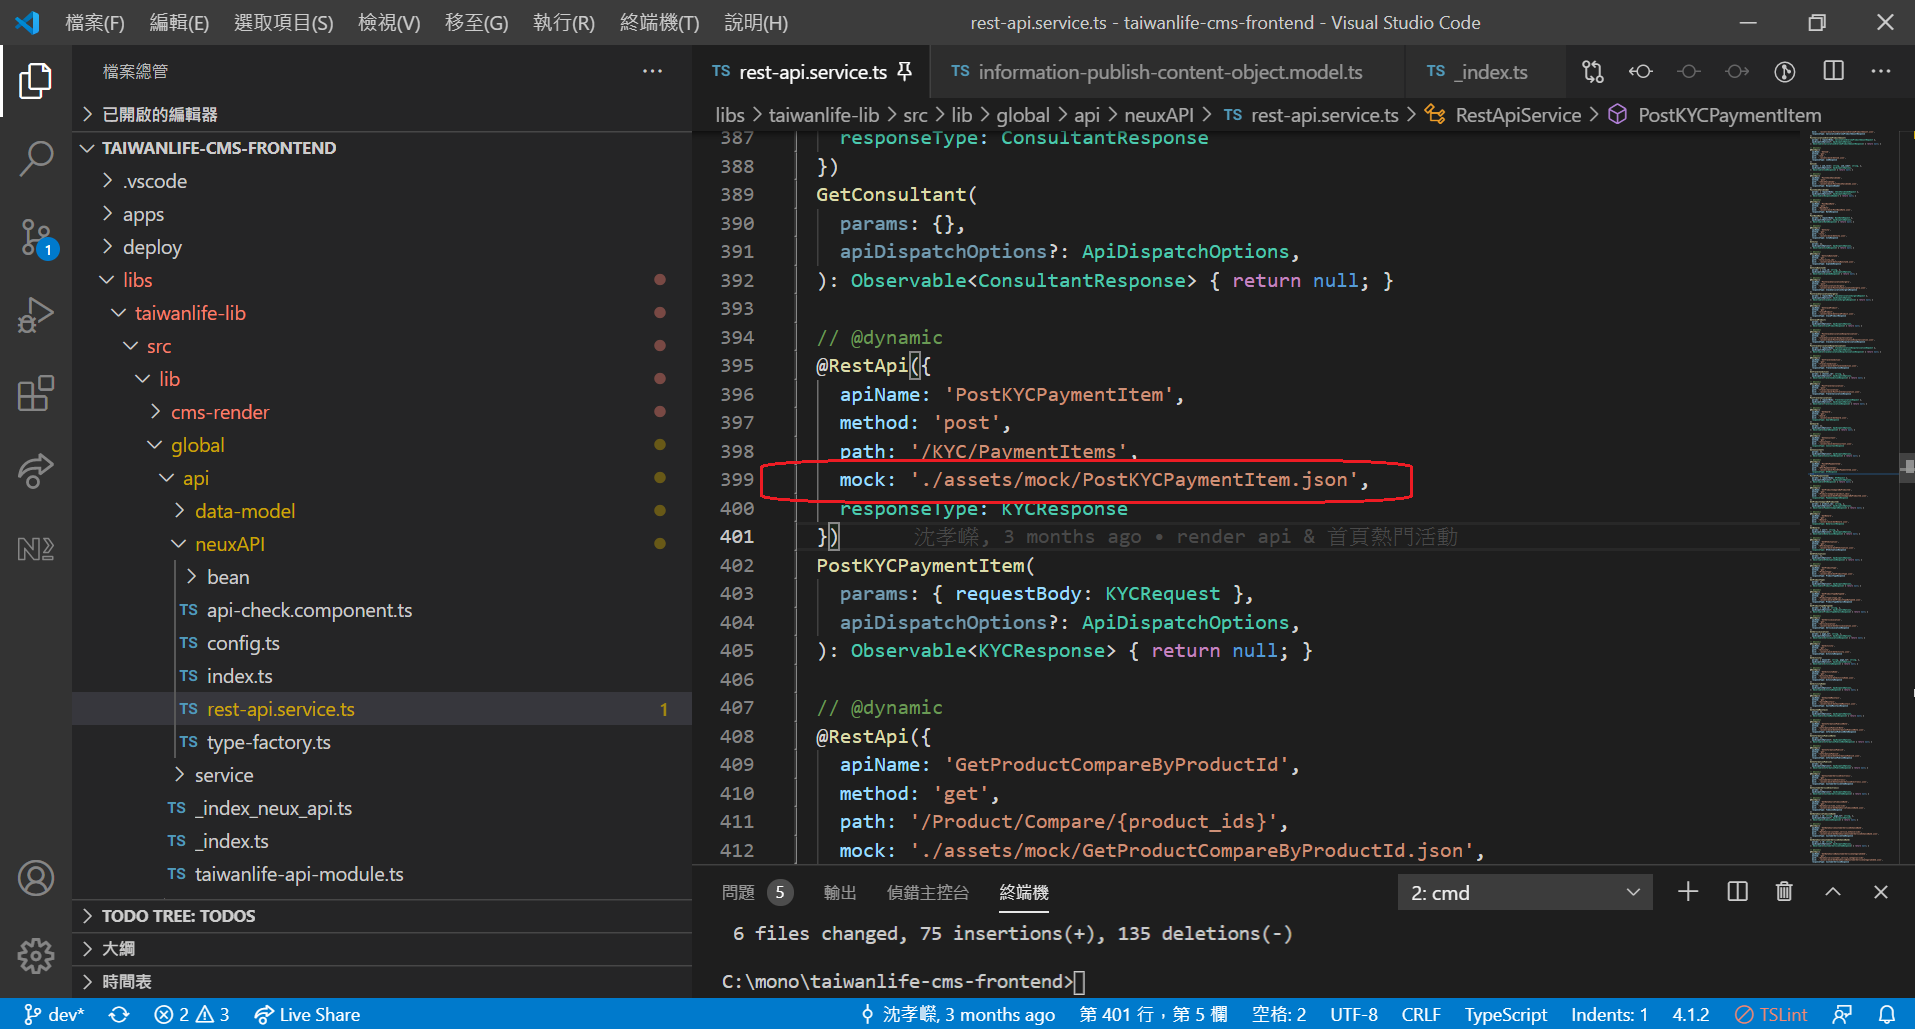 檔案(F) 編輯(E) 選取項目(S) 檢視(V) 移至(G) 執行(R) 終端機(T) 說明(H) rest-api.service.ts - taiwanlife-cms-frontend - Visual Studio Code
檔案總管
已開啟的編輯器
TAIWANLIFE-CMS-FRONTEND
.vscode
apps
deploy
libs
taiwanlife-lib
src
lib
cms-render
global
api
data-model
neuxAPI
bean
TS api-check.component.ts
TS config.ts
TS index.ts
TS rest-api.service.ts 1
TS type-factory.ts
service
TS _index_neux_api.ts
TS _index.ts
TS taiwanlife-api-module.ts
TODO TREE: TODOS
大綱
時間表
1
TS rest-api.service.ts TS information-publish-content-object.model.ts TS _index.ts
libs > taiwanlife-lib > src > lib > global > api > neuxAPI > TS rest-api.service.ts > RestApiService > PostKYCPaymentItem
387 responseType: ConsultantResponse
388 })
389 GetConsultant(
390 params: {},
391 apiDispatchOptions?: ApiDispatchOptions,
392 ): Observable<ConsultantResponse> { return null; }
393
394 // @dynamic
395 @RestApi({
396 apiName: 'PostKYCPaymentItem',
397 method: 'post',
398 path: '/KYC/PaymentItems',
399 mock: './assets/mock/PostKYCPaymentItem.json',
400 responseType: KYCResponse
401 }) 沈孝嶸, 3 months ago • render api & 首頁熱門活動
402 PostKYCPaymentItem(
403 params: { requestBody: KYCRequest },
404 apiDispatchOptions?: ApiDispatchOptions,
405 ): Observable<KYCResponse> { return null; }
406
407 // @dynamic
408 @RestApi({
409 apiName: 'GetProductCompareByProductId',
410 method: 'get',
411 path: '/Product/Compare/{product_ids}',
412 mock: './assets/mock/GetProductCompareByProductId.json',
問題 5 輸出 偵錯主控台 終端機 2: cmd
6 files changed, 75 insertions(+), 135 deletions(-)
C:\mono\taiwanlife-cms-frontend>
dev* 2 3 Live Share 沈孝嶸, 3 months ago 第 401 行，第 5 欄 空格: 2 UTF-8 CRLF TypeScript Indents: 1 4.1.2 TSLint